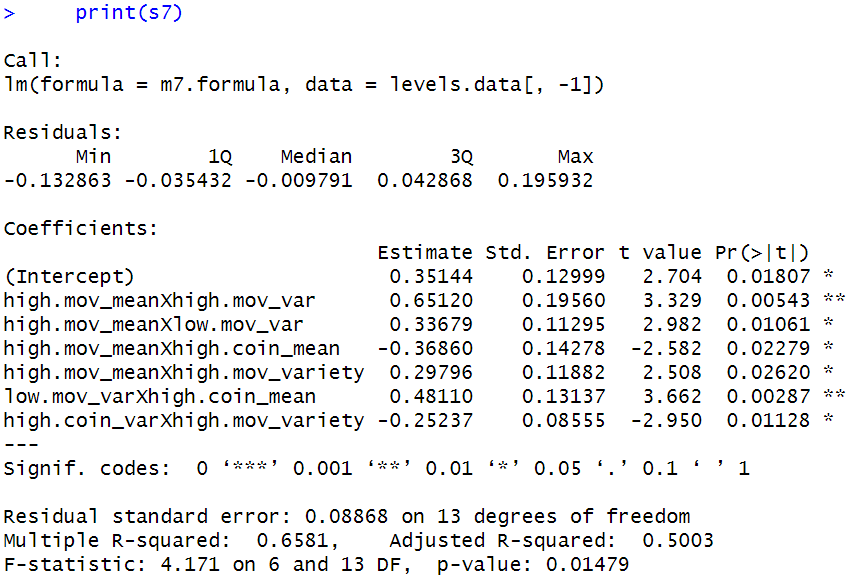 >     print(s7)
Call:
lm(formula = m7.formula, data = levels.data[, -1])
Residuals:
      Min        1Q    Median        3Q       Max
-0.132863 -0.035432 -0.009791  0.042868  0.195932
Coefficients:
                               Estimate Std. Error t value Pr(>|t|)
(Intercept)                     0.35144    0.12999   2.704  0.01807 *
high.mov_meanXhigh.mov_var      0.65120    0.19560   3.329  0.00543 **
high.mov_meanXlow.mov_var       0.33679    0.11295   2.982  0.01061 *
high.mov_meanXhigh.coin_mean   -0.36860    0.14278  -2.582  0.02279 *
high.mov_meanXhigh.mov_variety  0.29796    0.11882   2.508  0.02620 *
low.mov_varXhigh.coin_mean      0.48110    0.13137   3.662  0.00287 **
high.coin_varXhigh.mov_variety -0.25237    0.08555  -2.950  0.01128 *
---
Signif. codes:  0 ‘***’ 0.001 ‘**’ 0.01 ‘*’ 0.05 ‘.’ 0.1 ‘ ’ 1
Residual standard error: 0.08868 on 13 degrees of freedom
Multiple R-squared:  0.6581,    Adjusted R-squared:  0.5003
F-statistic: 4.171 on 6 and 13 DF,  p-value: 0.01479